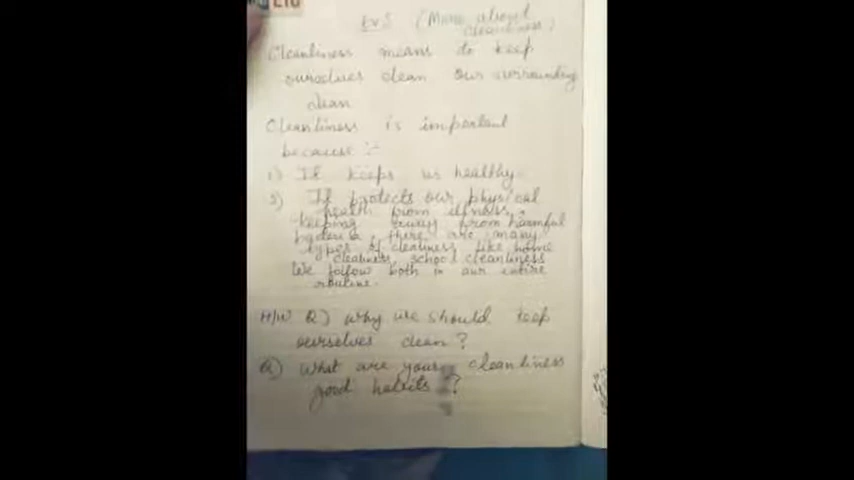 EVS (More about
cleanliness)
Cleanliness means to keep
ourselves clean our surrounding
clean
Cleanliness is important
because :-
1) It keeps us healthy.
2) It protects our physical
health from illness,
keeping away from harmful
bacteria, there are many
types of cleanliness like home
cleaness, school cleanliness
We follow both in our entire
routine.
H/W Q) why we should keep
ourselves clean?
Q) What are your cleanliness
good habits ?